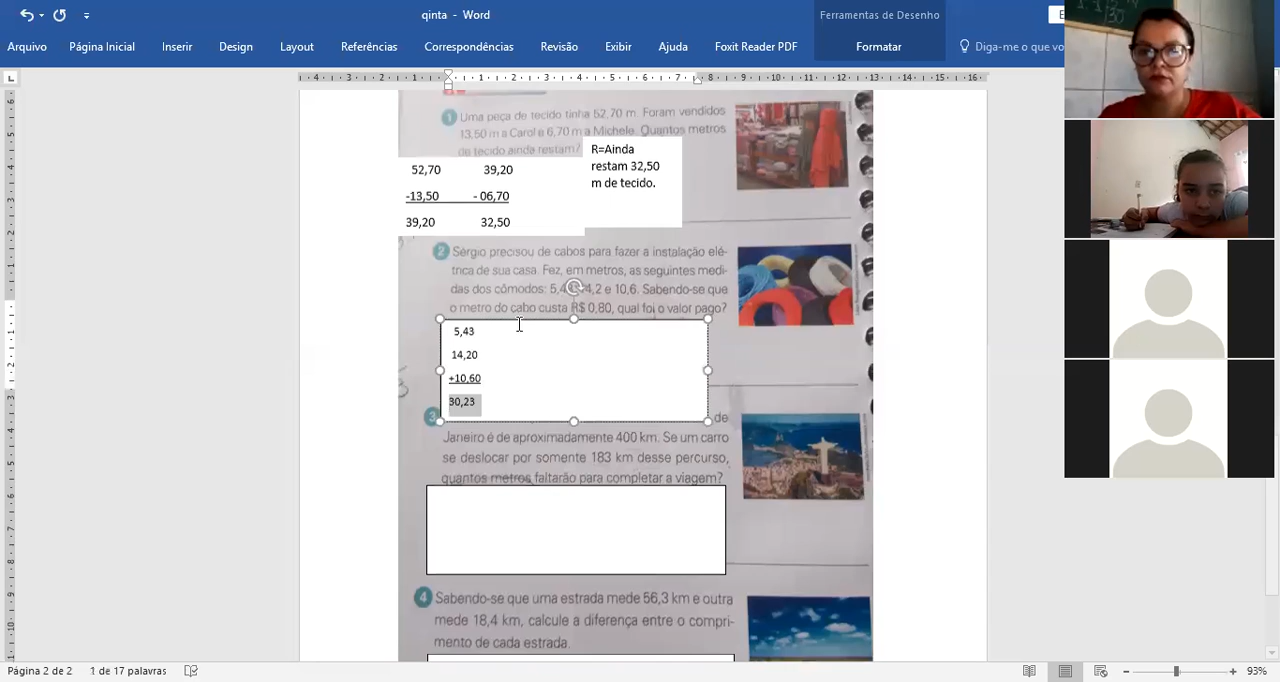 qinta - Word
Ferramentas de Desenho
Arquivo Página Inicial Inserir Design Layout Referências Correspondências Revisão Exibir Ajuda Foxit Reader PDF Formatar Diga-me o que vo
1 Uma peça de tecido tinha 52,70 m. Foram vendidos
13,50 m a Carol e 6,70 m a Michele. Quantos metros
de tecido ainda restam?
R=Ainda
restam 32,50
m de tecido.
52,70 39,20
-13,50 - 06,70
39,20 32,50
2 Sérgio precisou de cabos para fazer a instalação elé-
trica de sua casa. Fez, em metros, as seguintes medi-
das dos cômodos: 5,4 4,2 e 10,6. Sabendo-se que
o metro do cabo custa R$ 0,80, qual foi o valor pago?
5,43
14,20
+10,60
30,23
3 de
Janeiro é de aproximadamente 400 km. Se um carro
se deslocar por somente 183 km desse percurso,
quantos metros faltarão para completar a viagem?
4 Sabendo-se que uma estrada mede 56,3 km e outra
mede 18,4 km, calcule a diferença entre o compri-
mento de cada estrada.
Página 2 de 2 1 de 17 palavras 93%